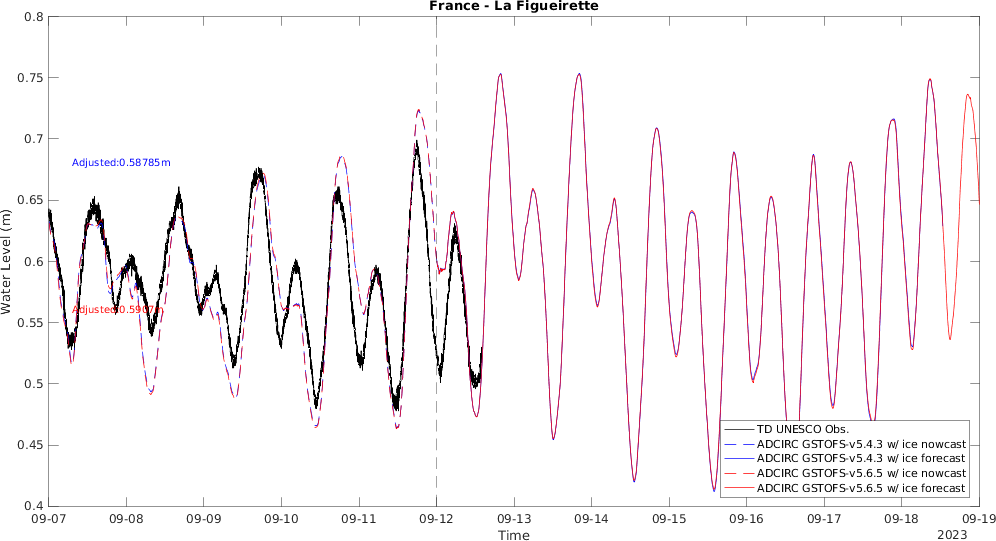 France - La Figueirette
Water Level (m)
0.8
0.75
0.7
0.65
0.6
0.55
0.5
0.45
0.4
Adjusted:0.58785m
TD UNESCO Obs.
ADCIRC GSTOFS-v5.4.3 w/ ice nowcast
ADCIRC GSTOFS-v5.4.3 w/ ice forecast
ADCIRC GSTOFS-v5.6.5 w/ ice nowcast
ADCIRC GSTOFS-v5.6.5 w/ ice forecast
09-07 09-08 09-09 09-10 09-11 09-12 09-13 09-14 09-15 09-16 09-17 09-18 09-19
Time
2023